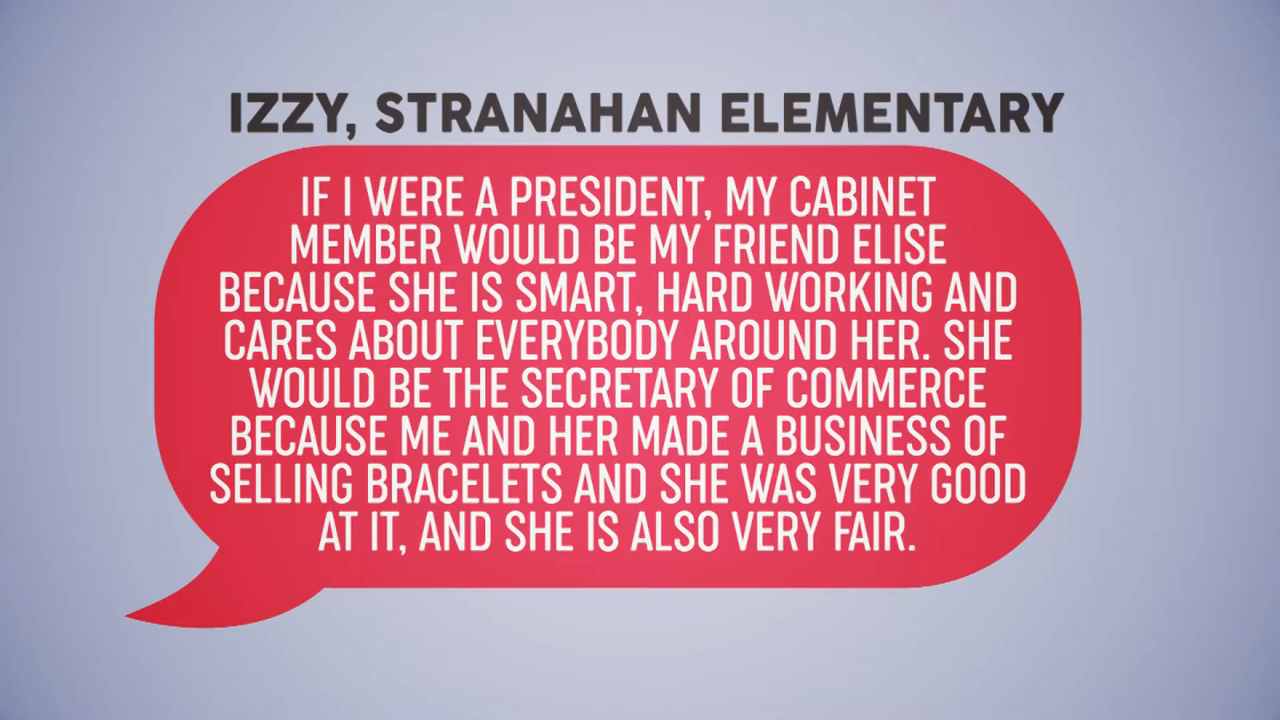 IZZY, STRANAHAN ELEMENTARY
IF I WERE A PRESIDENT, MY CABINET
MEMBER WOULD BE MY FRIEND ELISE
BECAUSE SHE IS SMART, HARD WORKING AND
CARES ABOUT EVERYBODY AROUND HER. SHE
WOULD BE THE SECRETARY OF COMMERCE
BECAUSE ME AND HER MADE A BUSINESS OF
SELLING BRACELETS AND SHE WAS VERY GOOD
AT IT, AND SHE IS ALSO VERY FAIR.